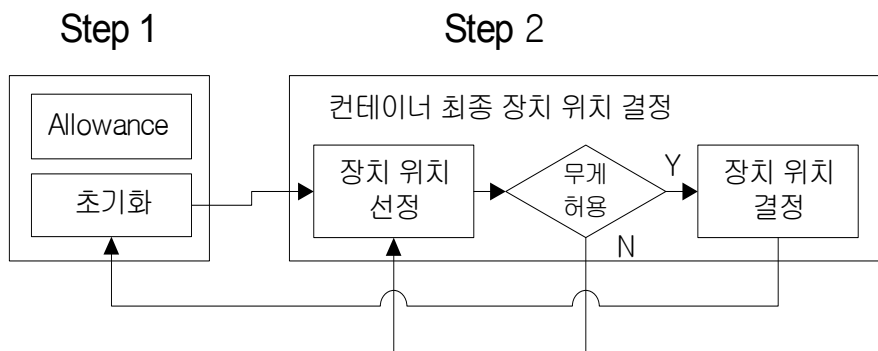 Step 1
Step 2
Allowance
초기화
컨테이너 최종 장치 위치 결정
장치 위치
선정
무게
허용
Y
N
장치 위치
결정